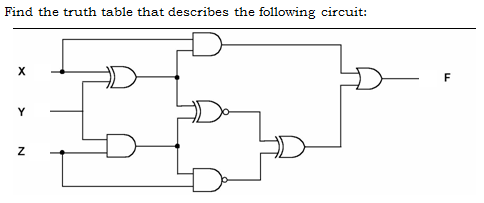 Find the truth table that describes the following circuit:
X
F
Y
Z